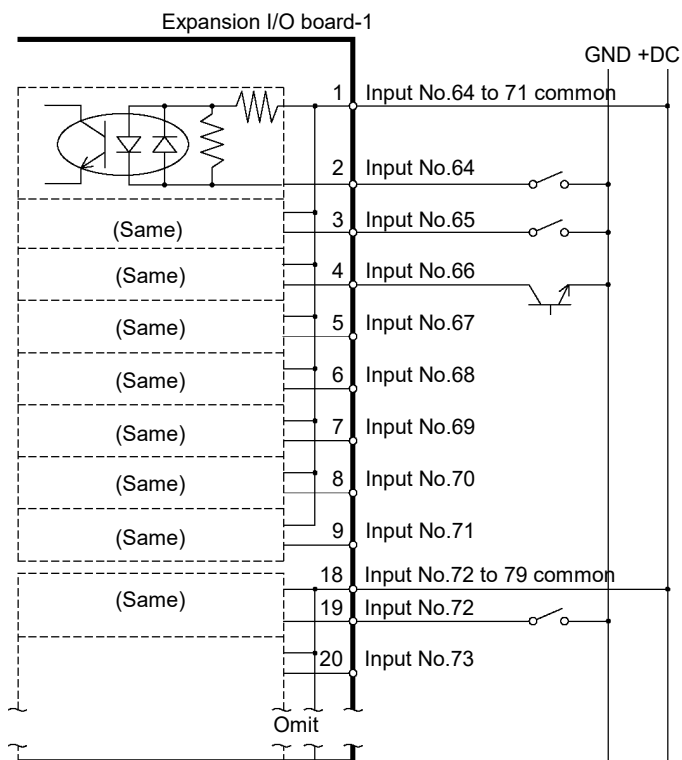 Expansion I/O board-1
GND +DC
1 Input No.64 to 71 common
2 Input No.64
(Same) 3 Input No.65
(Same) 4 Input No.66
(Same) 5 Input No.67
(Same) 6 Input No.68
(Same) 7 Input No.69
(Same) 8 Input No.70
(Same) 9 Input No.71
18 Input No.72 to 79 common
(Same) 19 Input No.72
20 Input No.73
Omit